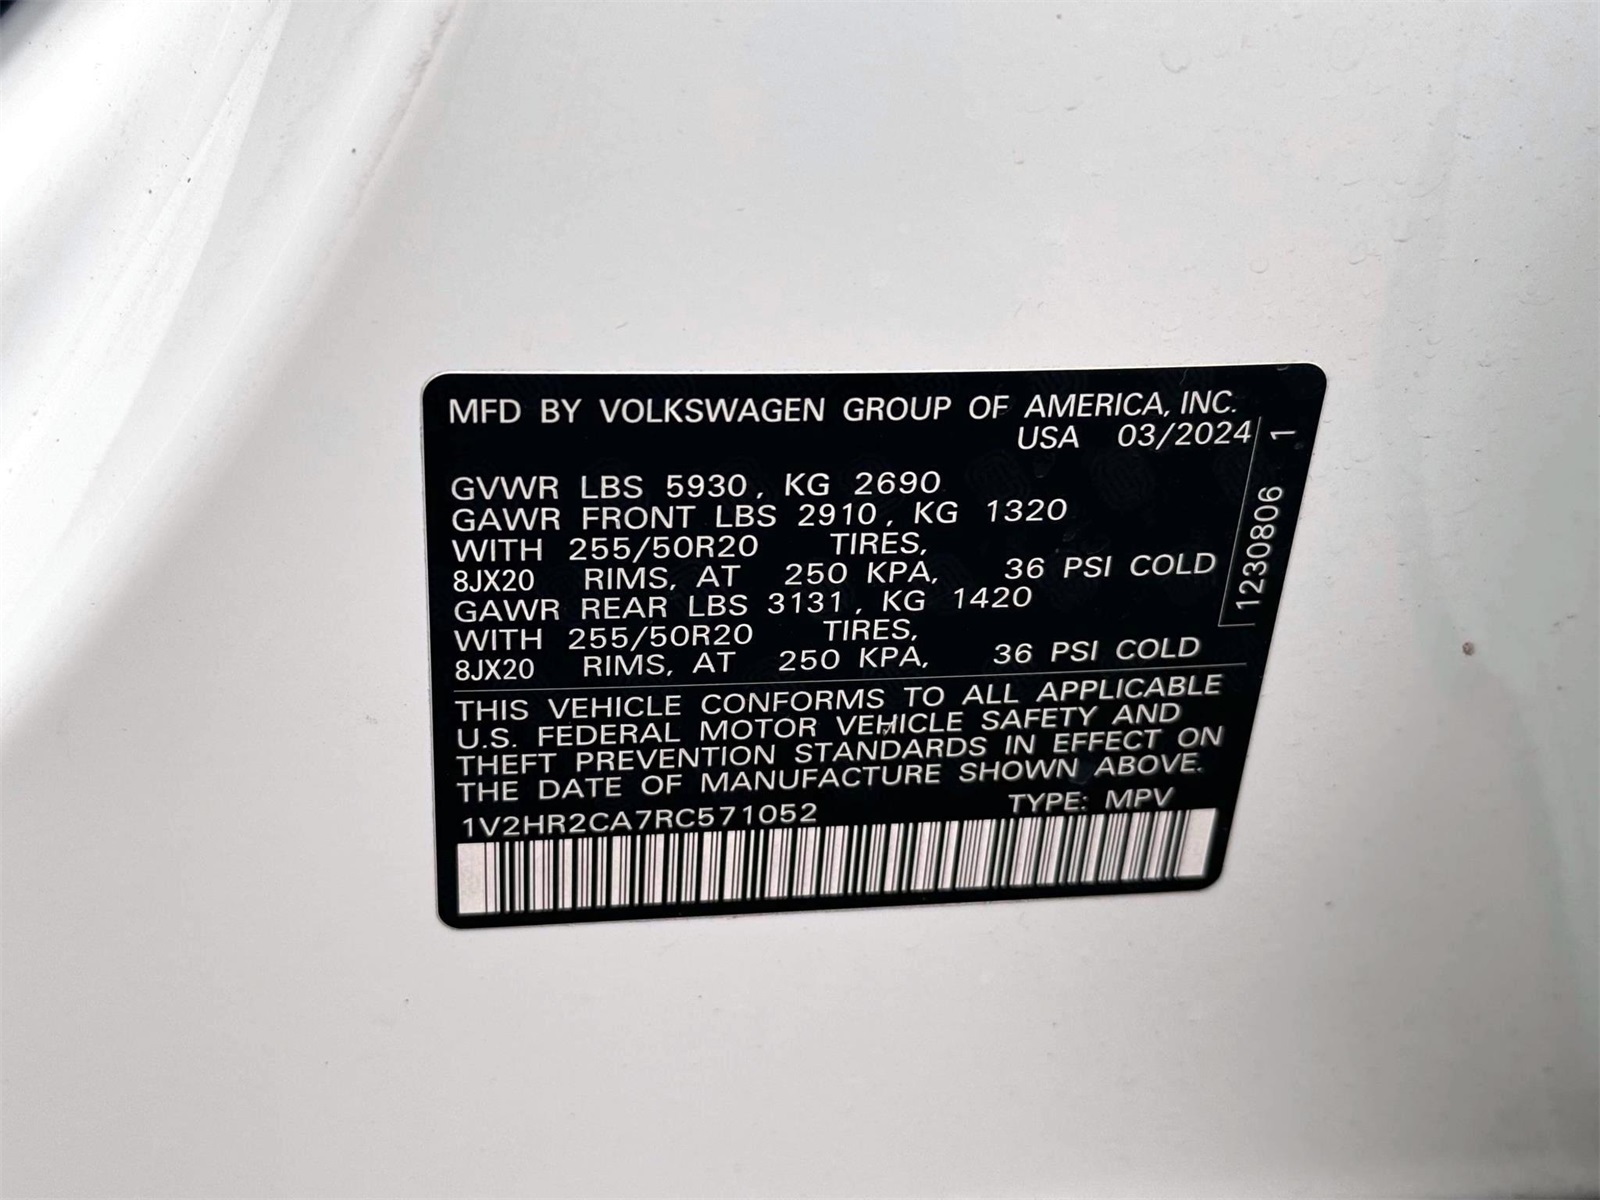 MFD BY VOLKSWAGEN GROUP OF AMERICA, INC.
USA 03/2024
GVWR LBS 5930, KG 2690
GAWR FRONT LBS 2910, KG 1320
WITH 255/50R20 TIRES,
8JX20 RIMS, AT 250 KPA, 36 PSI COLD
GAWR REAR LBS 3131, KG 1420
WITH 255/50R20 TIRES,
8JX20 RIMS, AT 250 KPA, 36 PSI COLD
1230806 1
THIS VEHICLE CONFORMS TO ALL APPLICABLE
U.S. FEDERAL MOTOR VEHICLE SAFETY AND
THEFT PREVENTION STANDARDS IN EFFECT ON
THE DATE OF MANUFACTURE SHOWN ABOVE.
1V2HR2CA7RC571052 TYPE: MPV